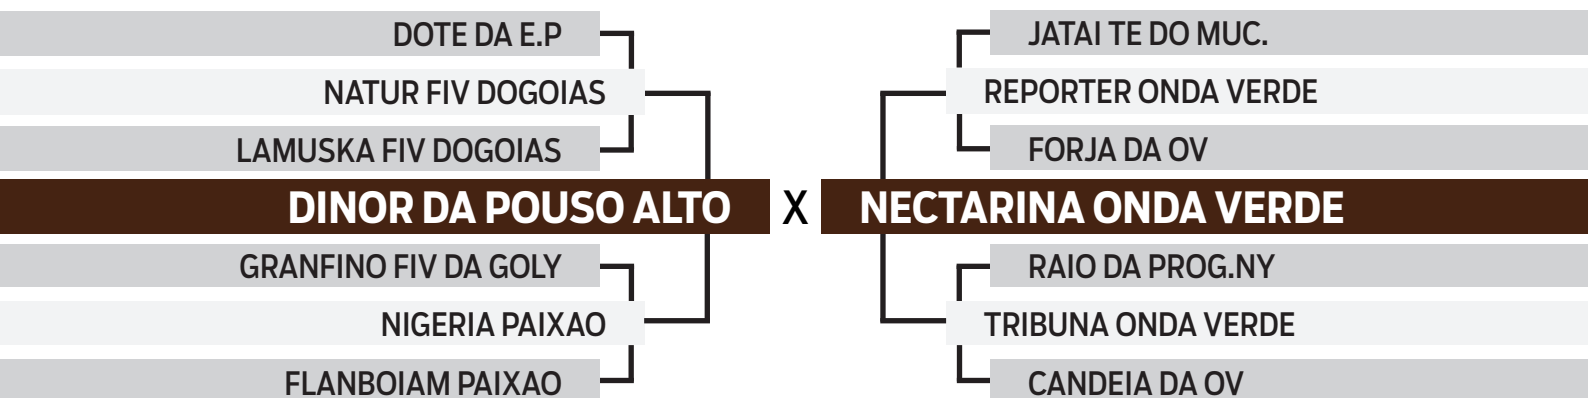 DOTE DA E.P
NATUR FIV DOGOIAS
LAMUSKA FIV DOGOIAS
JATAI TE DO MUC.
REPORTER ONDA VERDE
FORJA DA OV
DINOR DA POUSO ALTO X NECTARINA ONDA VERDE
GRANFINO FIV DA GOLY
NIGERIA PAIXAO
FLANBOIAM PAIXAO
RAIO DA PROG.NY
TRIBUNA ONDA VERDE
CANDEIA DA OV